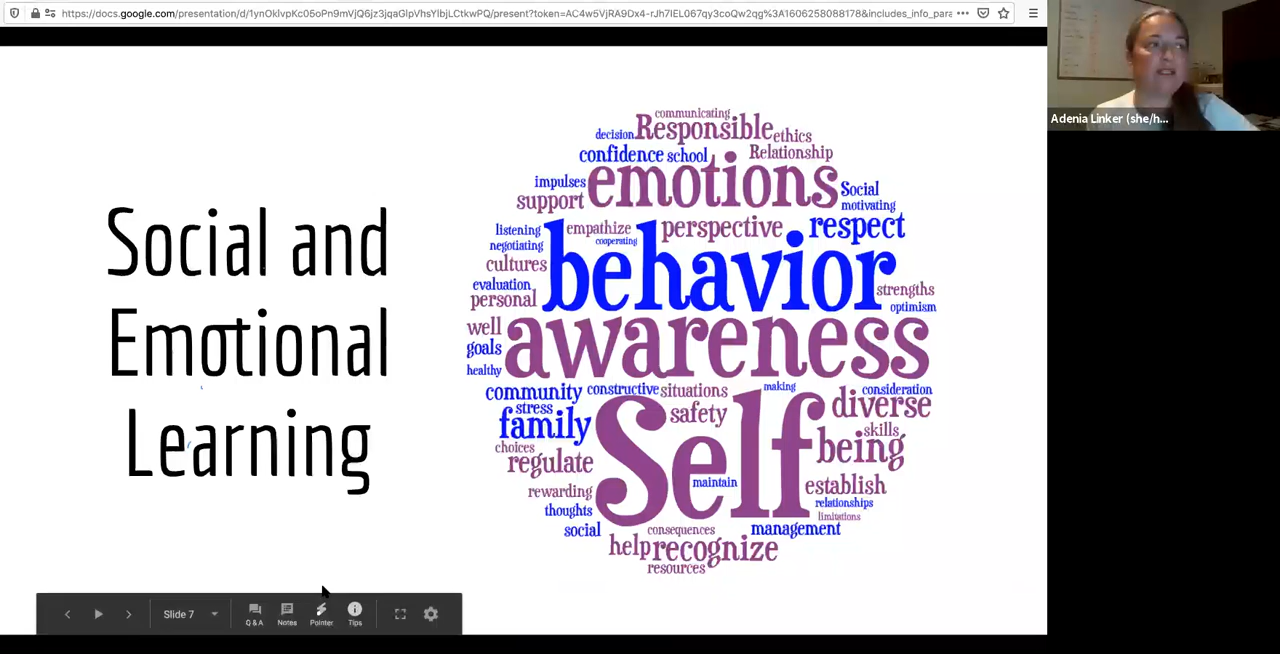 https://docs.google.com/presentation/d/1ynOklvpKc05oPn9mVjQ6jz3jqaGlpVhsYlbjLCtkwPQ/present?token=AC4w5VjRA9Dx4-rJh7IEL067qy3coQw2qg%3A1606258088178&includes_info_para
Adenia Linker (she/h...
Social and
Emotional
Learning
communicating
decision Responsible ethics
confidence school Relationship
impulses emotions Social
support motivating
listening empathize perspective respect
negotiating cooperating
cultures behavior
evaluation strengths
personal optimism
well awareness
goals
healthy
community constructive situations making consideration
stress safety diverse
family Self skills
choices being
regulate
rewarding maintain establish
thoughts relationships
limitations
social consequences management
help recognize
resources
Slide 7
Q & A Notes Pointer Tips